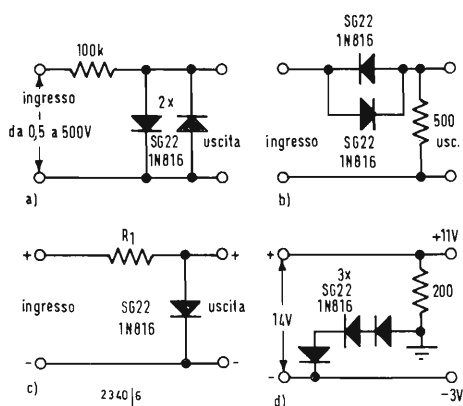 100k
ingresso
da 0,5 a 500V
2x
SG22
1N816
uscita
a)
SG22
1N816
SG22
1N816
ingresso
500
usc.
b)
R1
+
+
ingresso
SG22
1N816
uscita
-
-
c)
2340|6
+
+11V
3x
SG22
1N816
200
14V
-
-3V
d)